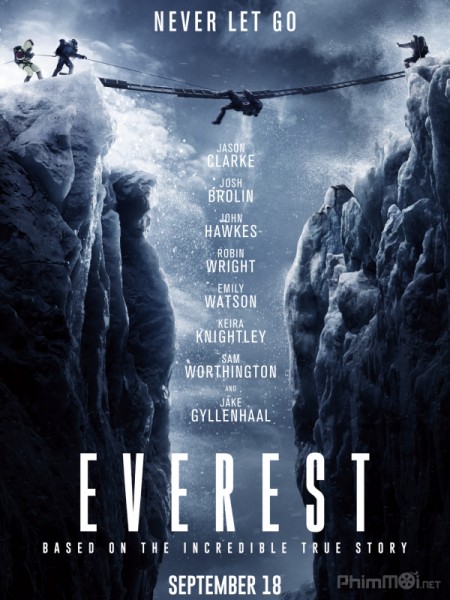 NEVER LET GO
JASON
CLARKE
JOSH
BROLIN
JOHN
HAWKES
ROBIN
WRIGHT
EMILY
WATSON
KEIRA
KNIGHTLEY
SAM
WORTHINGTON
AND
JAKE
GYLLENHAAL
EVEREST
BASED ON THE INCREDIBLE TRUE STORY
SEPTEMBER 18
PhimMoi.NET